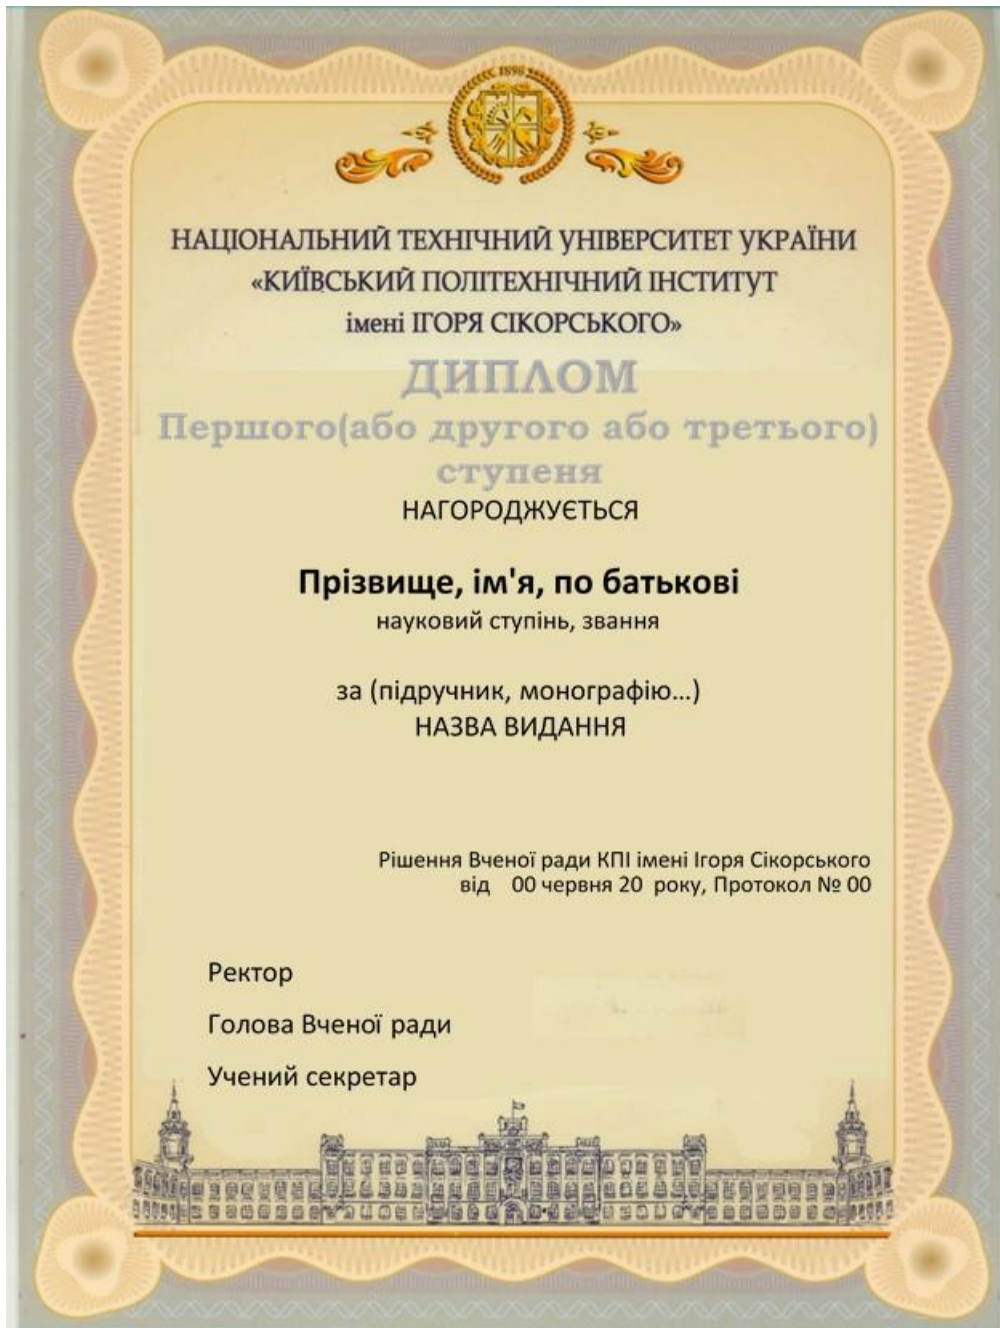 1898
НАЦІОНАЛЬНИЙ ТЕХНІЧНИЙ УНІВЕРСИТЕТ УКРАЇНИ
«КИЇВСЬКИЙ ПОЛІТЕХНІЧНИЙ ІНСТИТУТ
імені ІГОРЯ СІКОРСЬКОГО»
ДИПЛОМ
Першого(або другого або третього)
ступеня
НАГОРОДЖУЄТЬСЯ
Прізвище, ім'я, по батькові
науковий ступінь, звання
за (підручник, монографію...)
НАЗВА ВИДАННЯ
Рішення Вченої ради КПІ імені Ігоря Сікорського
від 00 червня 20 року, Протокол № 00
Ректор
Голова Вченої ради
Учений секретар